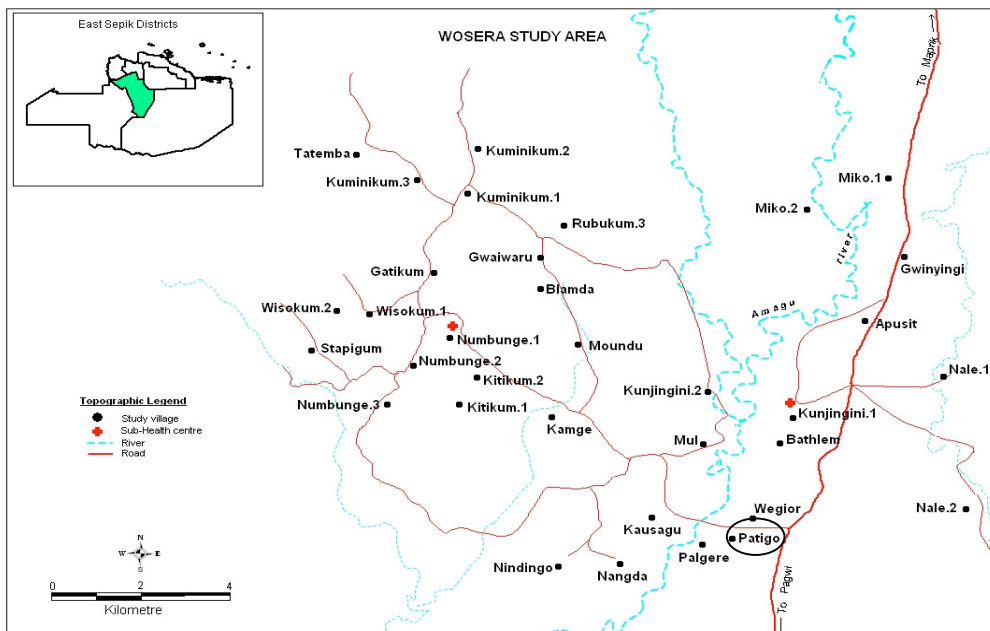 East Sepik Districts
WOSERA STUDY AREA
To Maprik
Tatemba
Kuminikum.2
Kuminikum.3
Kuminikum.1
Miko.1
Miko.2
Rubukum.3
river
Gwaiwaru
Gwinyingi
Gatikum
Blamda
Wisokum.2
Wisokum.1
Amagu
Apusit
Numbunge.1
Stapigum
Moundu
Numbunge.2
Nale.1
Kitikum.2
Kunjingini.2
Topographic Legend
Study village
Sub-Health centre
River
Road
Numbunge.3
Kitikum.1
Kunjingini.1
Kamge
Mul
Bathlem
Wegior
Nale.2
Kausagu
Patigo
Palgere
N
W E
S
Nindingo
Nangda
0 2 4
Kilometre
To Pagwi